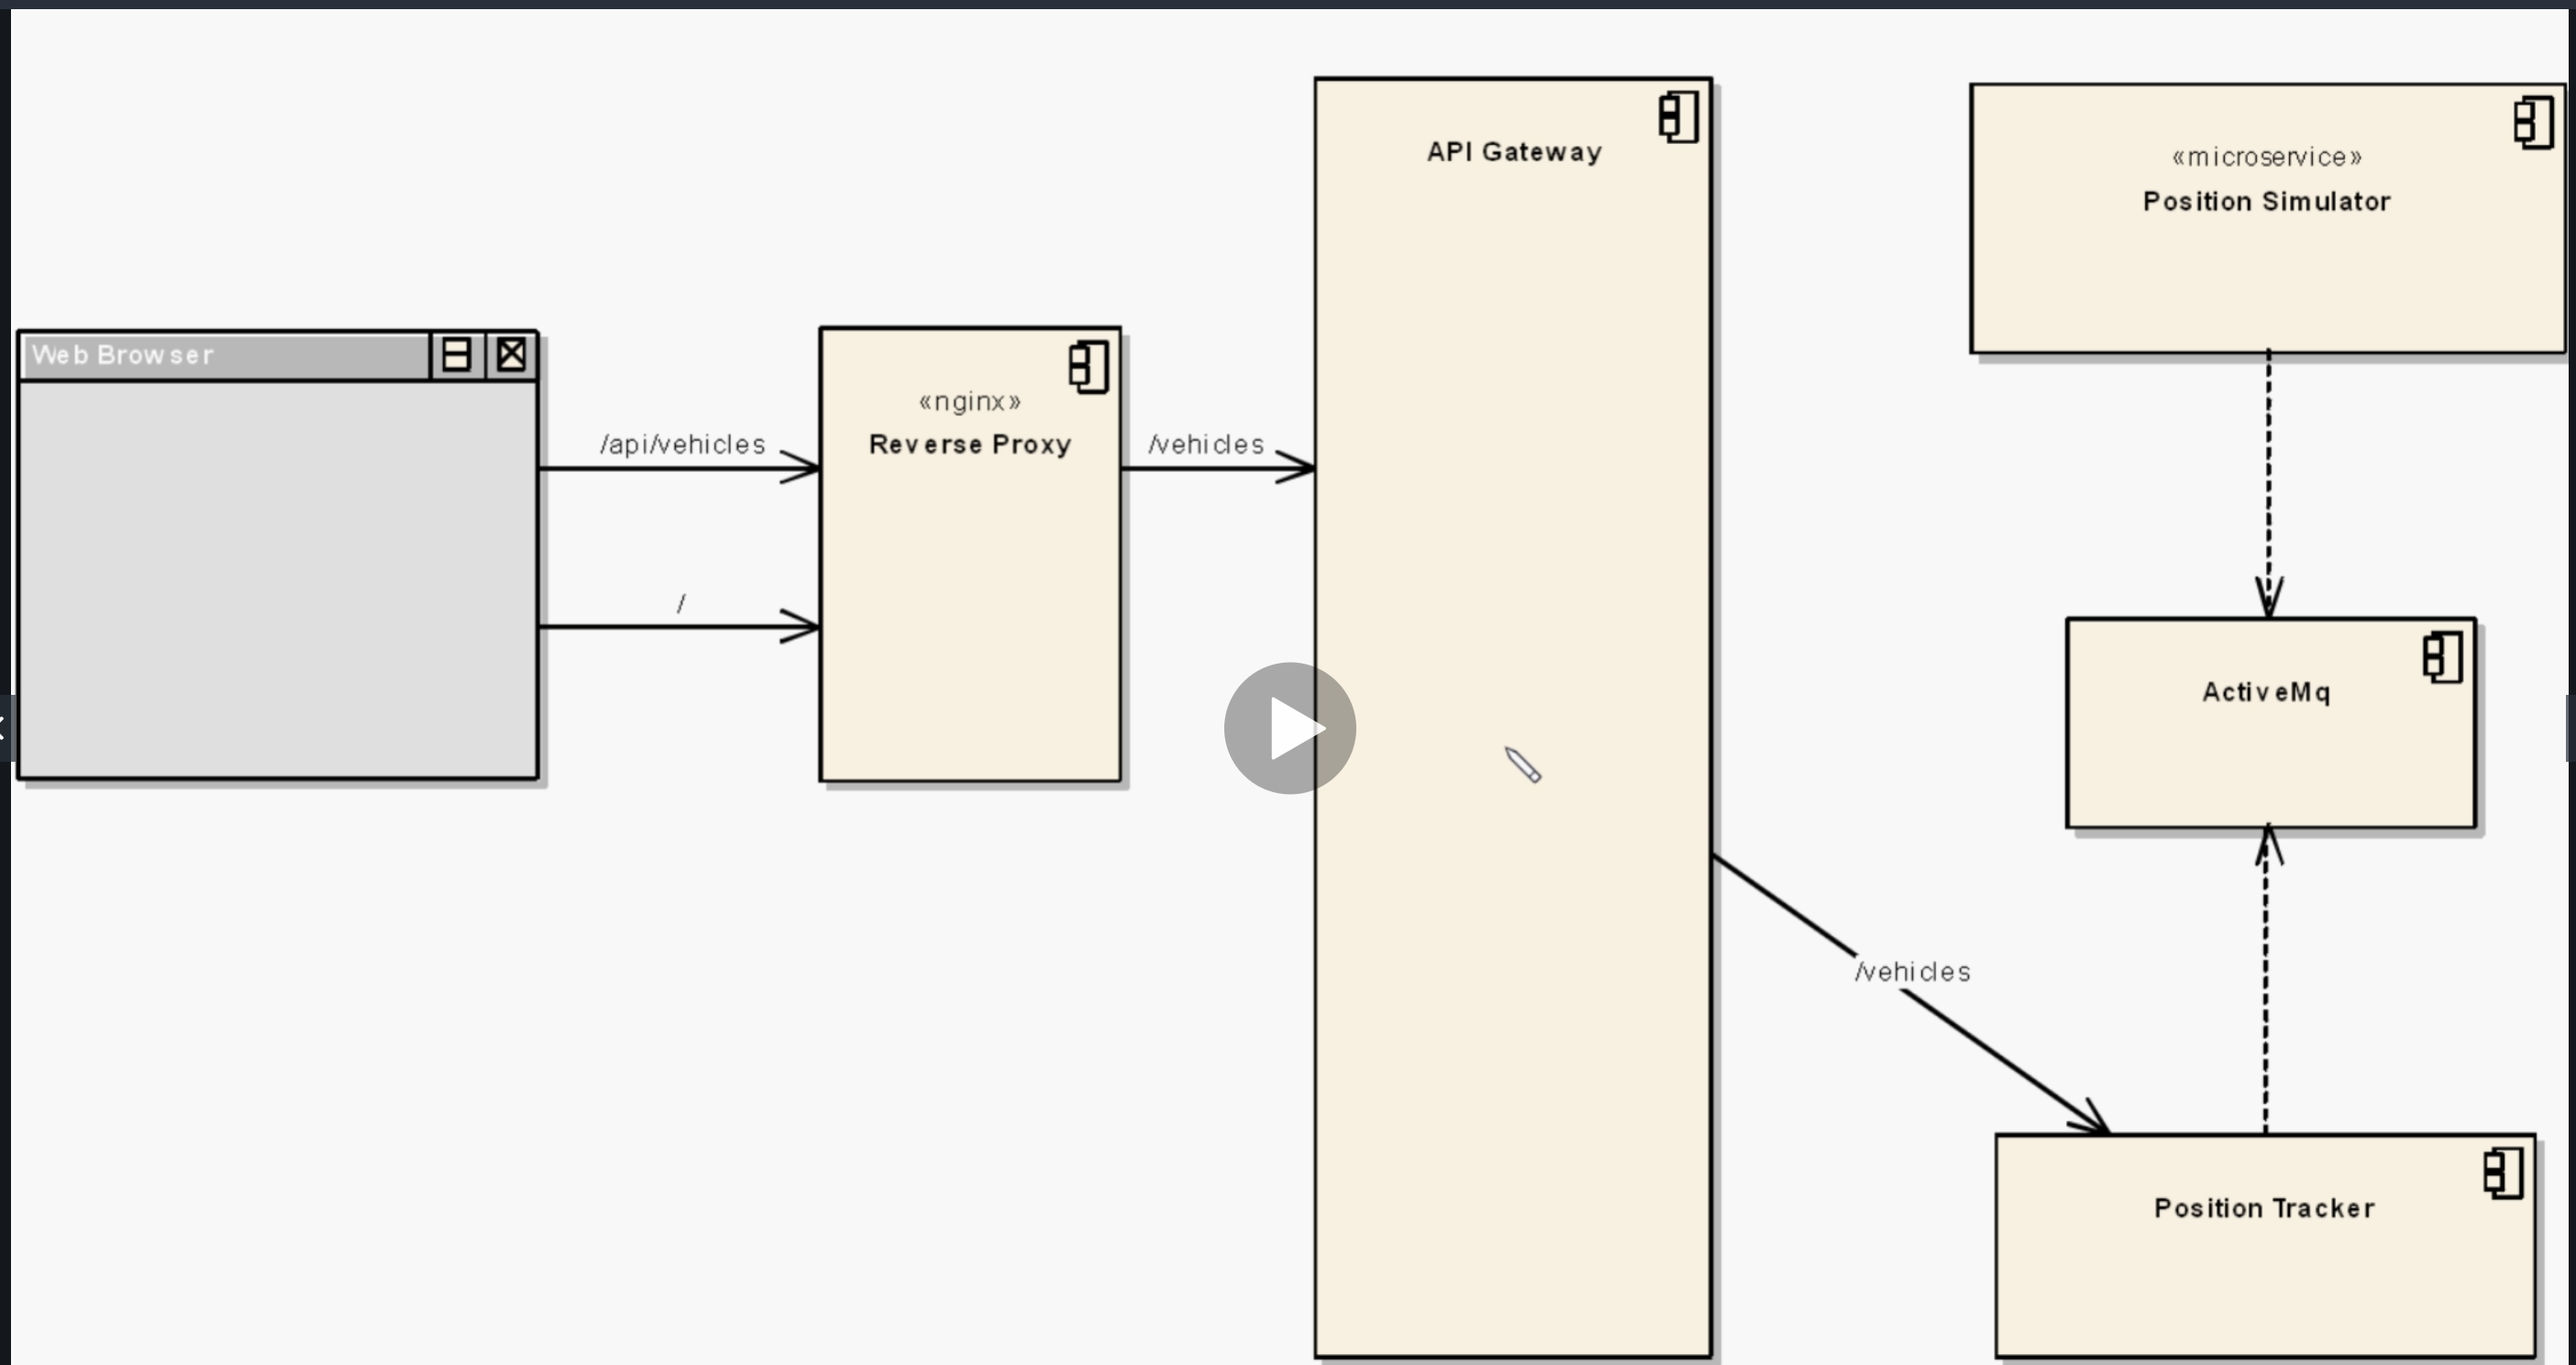 API Gateway
«microservice»
Position Simulator
Web Browser
«nginx»
Reverse Proxy
/api/vehicles
/vehicles
/
ActiveMq
/vehicles
Position Tracker